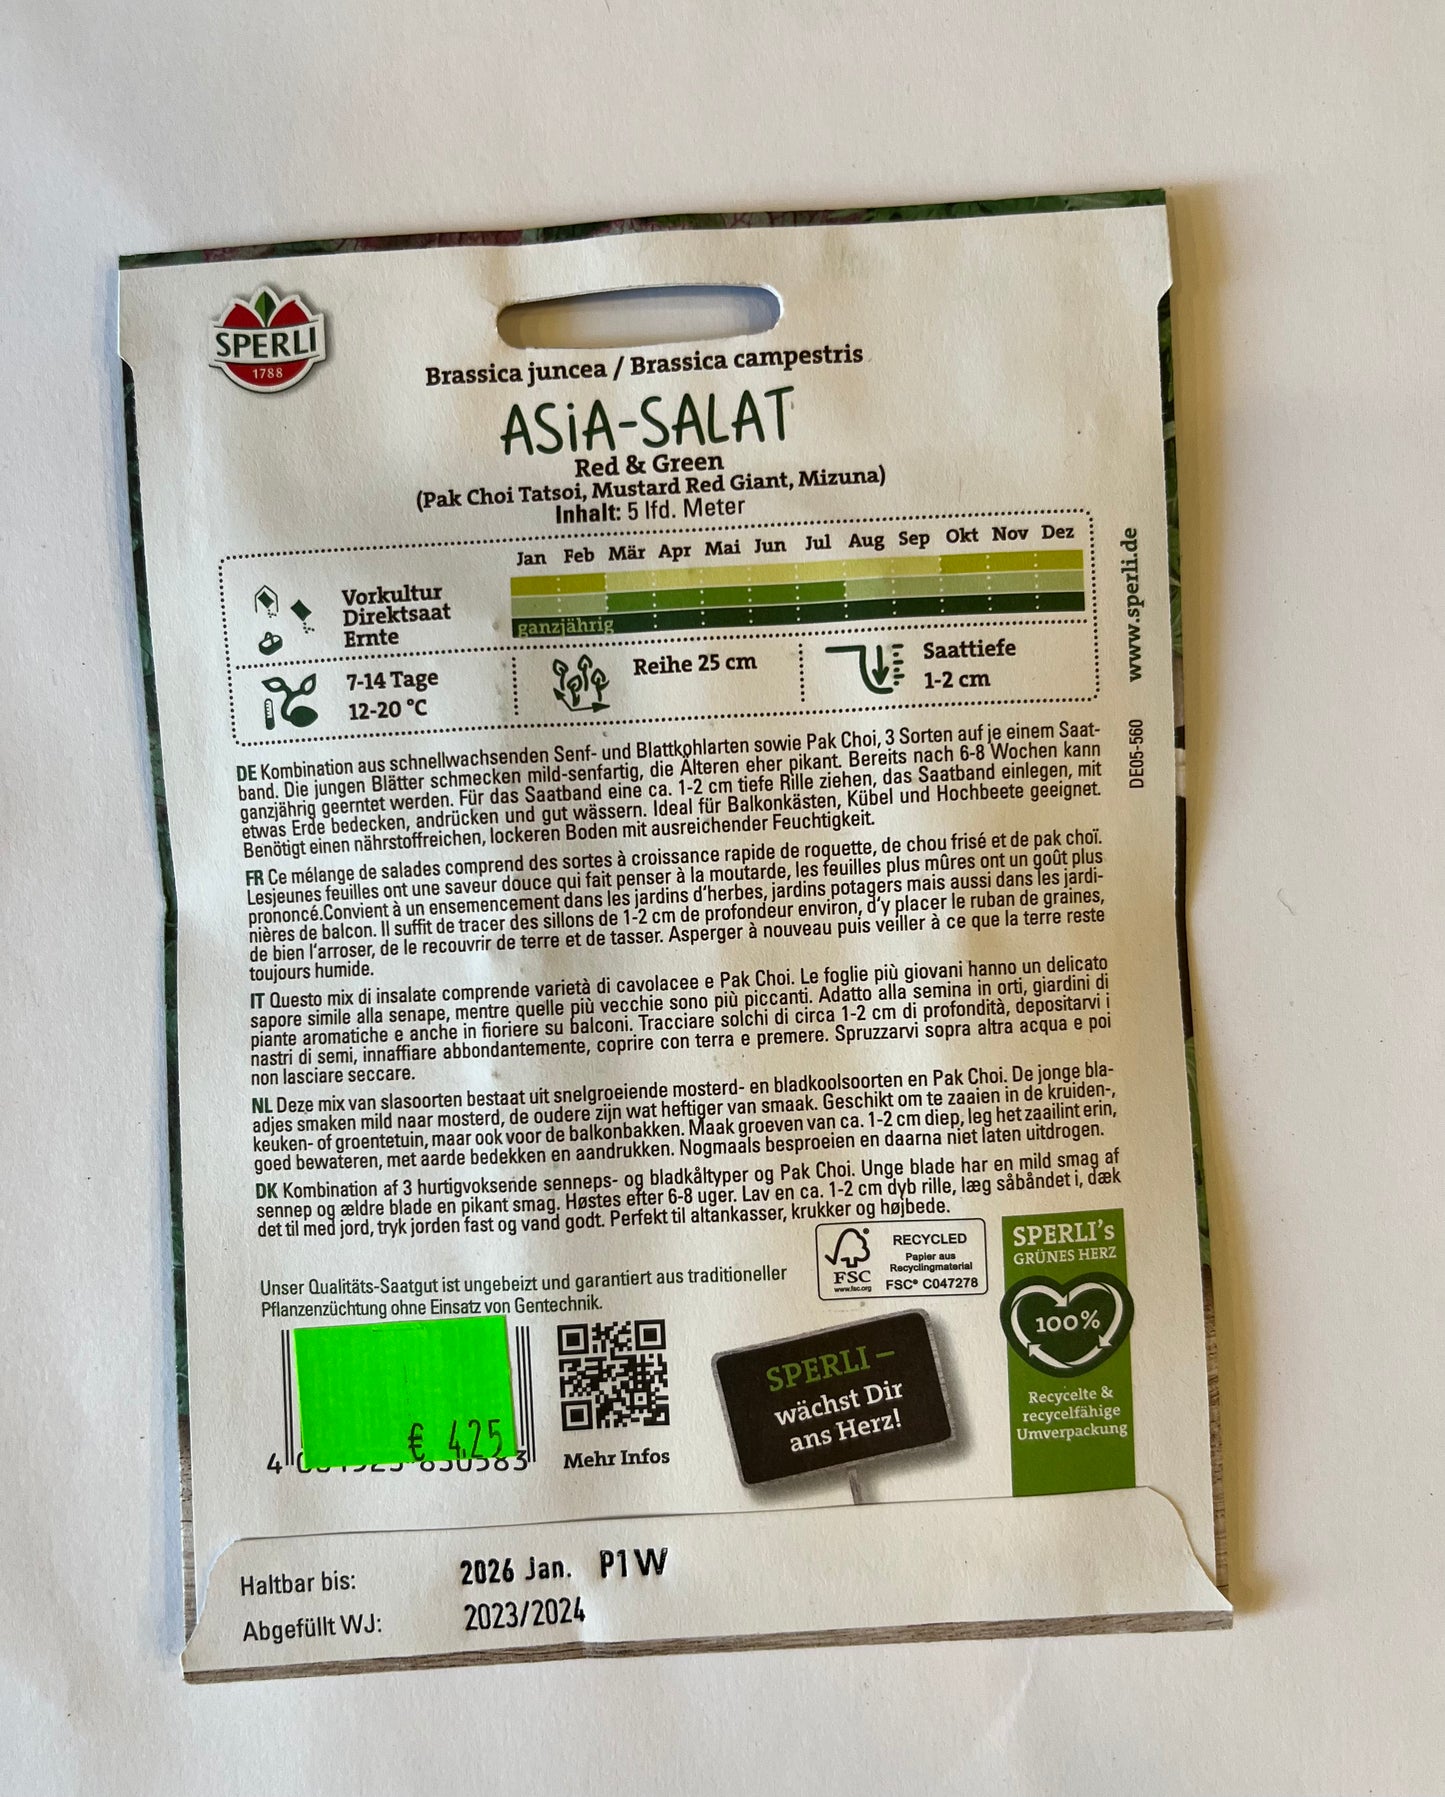 SPERLI
1788
Brassica juncea / Brassica campestris
ASiA-SALAT
Red & Green
(Pak Choi Tatsoi, Mustard Red Giant, Mizuna)
Inhalt: 5 lfd. Meter
Jan Feb Mär Apr Mai Jun Jul Aug Sep Okt Nov Dez
Vorkultur
Direktsaat
Ernte
ganzjährig
7-14 Tage
12-20 °C
Reihe 25 cm
Saattiefe
1-2 cm
www.sperli.de
DE05-560
DE Kombination aus schnellwachsenden Senf- und Blattkohlarten sowie Pak Choi, 3 Sorten auf je einem Saat-
band. Die jungen Blätter schmecken mild-senfartig, die Älteren eher pikant. Bereits nach 6-8 Wochen kann
ganzjährig geerntet werden. Für das Saatband eine ca. 1-2 cm tiefe Rille ziehen, das Saatband einlegen, mit
etwas Erde bedecken, andrücken und gut wässern. Ideal für Balkonkästen, Kübel und Hochbeete geeignet.
Benötigt einen nährstoffreichen, lockeren Boden mit ausreichender Feuchtigkeit.
FR Ce mélange de salades comprend des sortes à croissance rapide de roquette, de chou frisé et de pak choï.
Lesjeunes feuilles ont une saveur douce qui fait penser à la moutarde, les feuilles plus mûres ont un goût plus
prononcé.Convient à un ensemencement dans les jardins d'herbes, jardins potagers mais aussi dans les jardi-
nières de balcon. Il suffit de tracer des sillons de 1-2 cm de profondeur environ, d'y placer le ruban de graines,
de bien l'arroser, de le recouvrir de terre et de tasser. Asperger à nouveau puis veiller à ce que la terre reste
toujours humide.
IT Questo mix di insalate comprende varietà di cavolacee e Pak Choi. Le foglie più giovani hanno un delicato
sapore simile alla senape, mentre quelle più vecchie sono più piccanti. Adatto alla semina in orti, giardini di
piante aromatiche e anche in fioriere su balconi. Tracciare solchi di circa 1-2 cm di profondità, depositarvi i
nastri di semi, innaffiare abbondantemente, coprire con terra e premere. Spruzzarvi sopra altra acqua e poi
non lasciare seccare.
NL Deze mix van slasoorten bestaat uit snelgroeiende mosterd- en bladkoolsoorten en Pak Choi. De jonge bla-
adjes smaken mild naar mosterd, de oudere zijn wat heftiger van smaak. Geschikt om te zaaien in de kruiden-,
keuken- of groentetuin, maar ook voor de balkonbakken. Maak groeven van ca. 1-2 cm diep, leg het zaailint erin,
goed bewateren, met aarde bedekken en aandrukken. Nogmaals besproeien en daarna niet laten uitdrogen.
DK Kombination af 3 hurtigvoksende senneps- og bladkåltyper og Pak Choi. Unge blade har en mild smag af
sennep og ældre blade en pikant smag. Høstes efter 6-8 uger. Lav en ca. 1-2 cm dyb rille, læg såbåndet i, dæk
det til med jord, tryk jorden fast og vand godt. Perfekt til altankasser, krukker og højbede.
Unser Qualitäts-Saatgut ist ungebeizt und garantiert aus traditioneller
Pflanzenzüchtung ohne Einsatz von Gentechnik.
FSC
www.fsc.org
RECYCLED
Papier aus
Recyclingmaterial
FSC® C047278
SPERLI's
GRÜNES HERZ
100%
Recycelte &
recycelfähige
Umverpackung
€ 4,25
4
Mehr Infos
SPERLI –
wächst Dir
ans Herz!
Haltbar bis: 2026 Jan. P1W
Abgefüllt WJ: 2023/2024